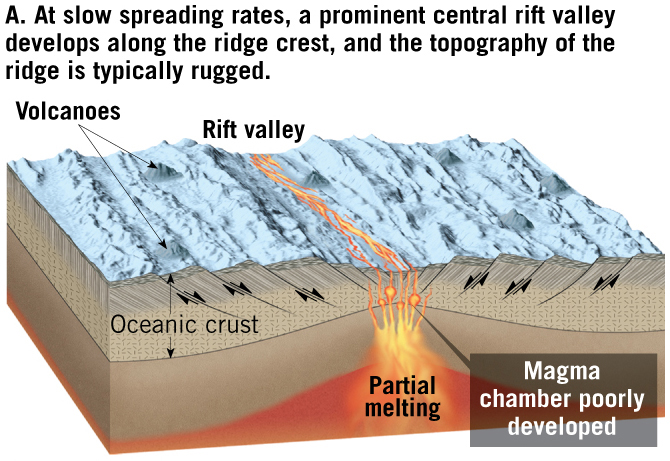 A. At slow spreading rates, a prominent central rift valley
develops along the ridge crest, and the topography of the
ridge is typically rugged.
Volcanoes
Rift valley
Oceanic crust
Partial
melting
Magma
chamber poorly
developed